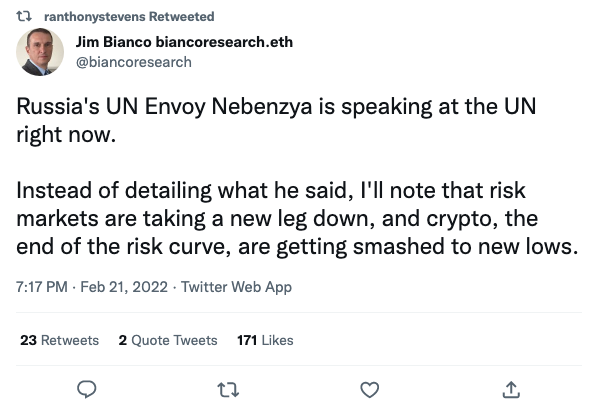 ranthonystevens Retweeted
Jim Bianco biancoresearch.eth
@biancoresearch
Russia's UN Envoy Nebenzya is speaking at the UN
right now.
Instead of detailing what he said, I'll note that risk
markets are taking a new leg down, and crypto, the
end of the risk curve, are getting smashed to new lows.
7:17 PM · Feb 21, 2022 · Twitter Web App
23 Retweets 2 Quote Tweets 171 Likes